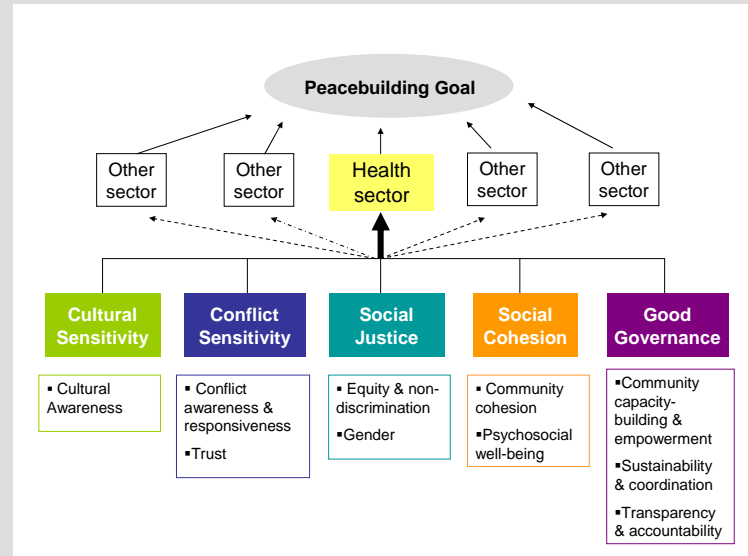 Peacebuilding Goal
Other
sector
Other
sector
Health
sector
Other
sector
Other
sector
Cultural
Sensitivity
Conflict
Sensitivity
Social
Justice
Social
Cohesion
Good
Governance
▪ Cultural
Awareness
▪ Conflict
awareness &
responsiveness
▪ Trust
▪ Equity & non-
discrimination
▪Gender
▪Community
cohesion
▪Psychosocial
well-being
▪Community
capacity-
building &
empowerment
▪Sustainability
& coordination
▪Transparency
& accountability